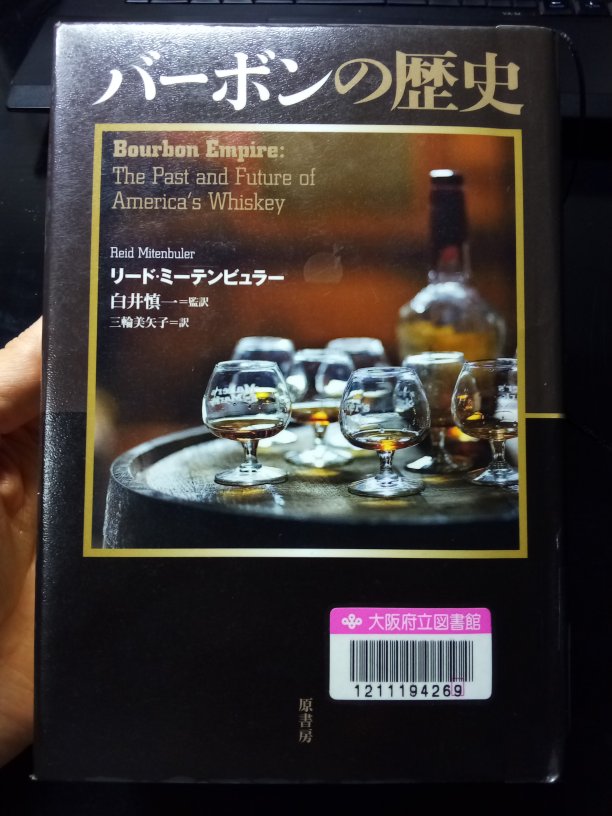 バーボンの歴史
Bourbon Empire:
The Past and Future of
America's Whiskey
Reid Mitenbuler
リード・ミーテンビュラー
白井慎一=監訳
三輪美矢子=訳
大阪府立図書館
1211194269
原書房